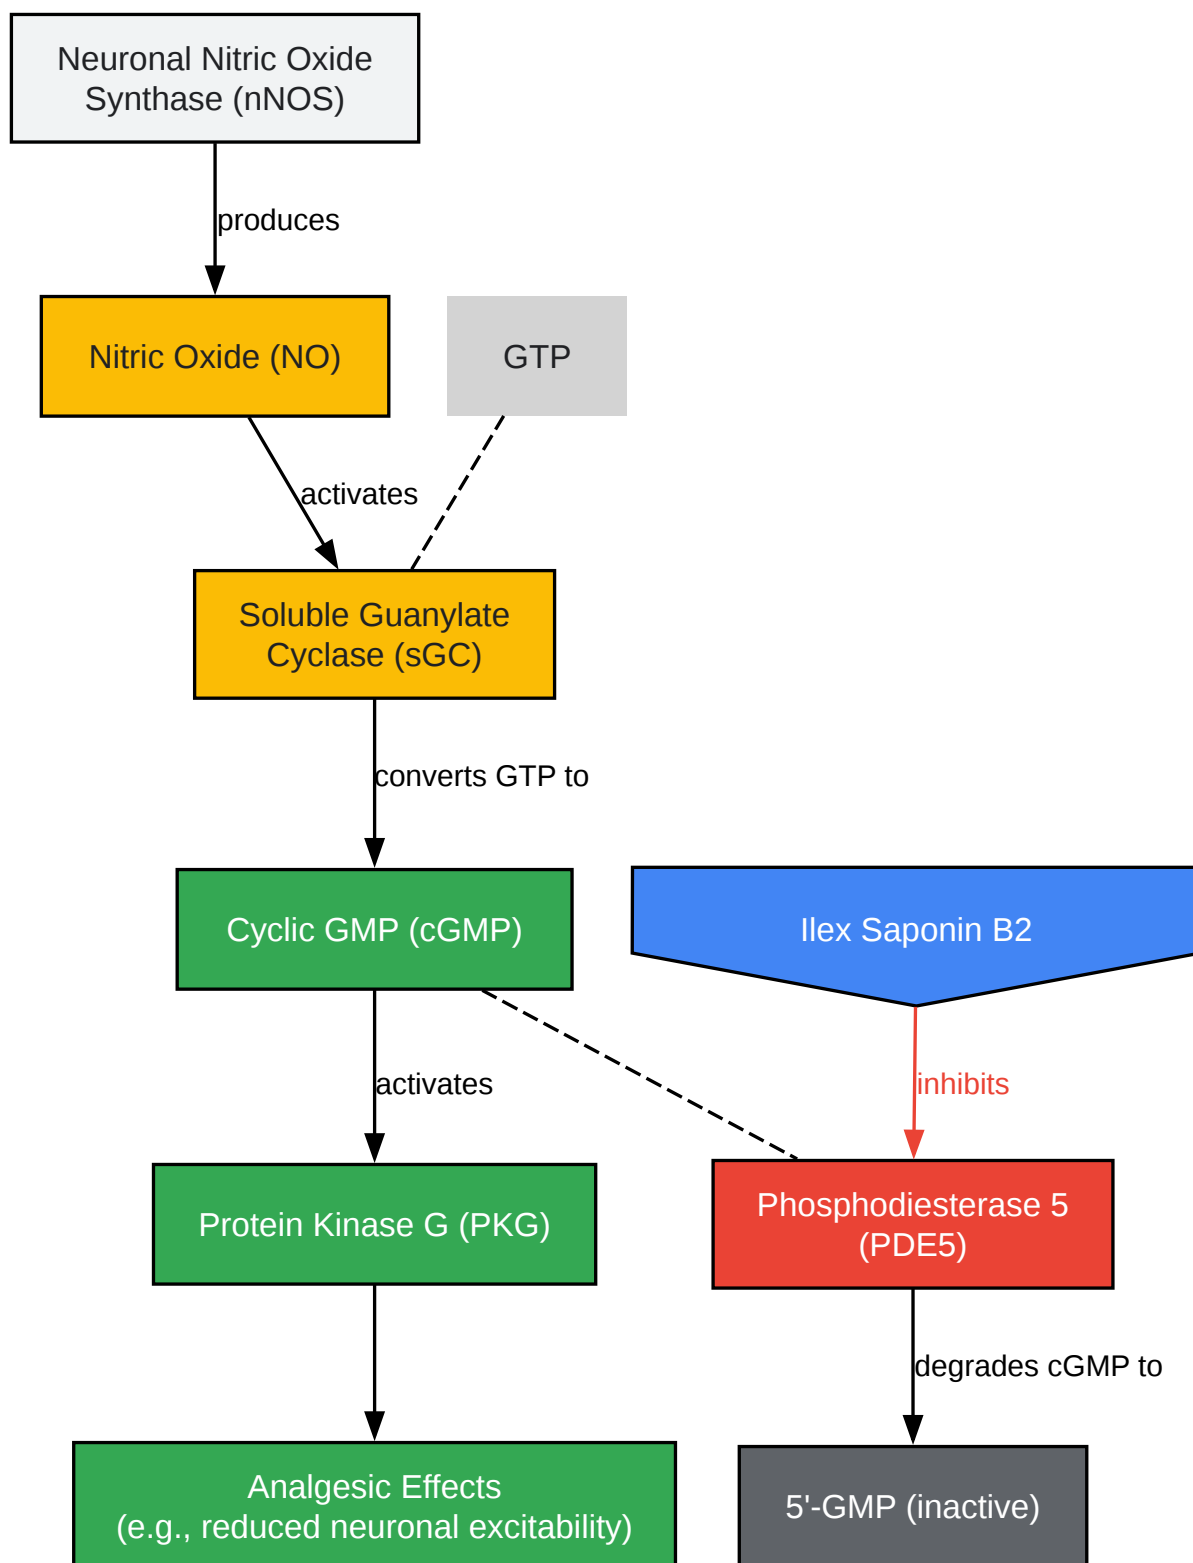 Neuronal Nitric Oxide
Synthase (nNOS)
produces
Nitric Oxide (NO)
GTP
activates
Soluble Guanylate
Cyclase (sGC)
converts GTP to
Cyclic GMP (cGMP)
Ilex Saponin B2
activates
inhibits
Protein Kinase G (PKG)
Phosphodiesterase 5
(PDE5)
degrades cGMP to
Analgesic Effects
(e.g., reduced neuronal excitability)
5'-GMP (inactive)